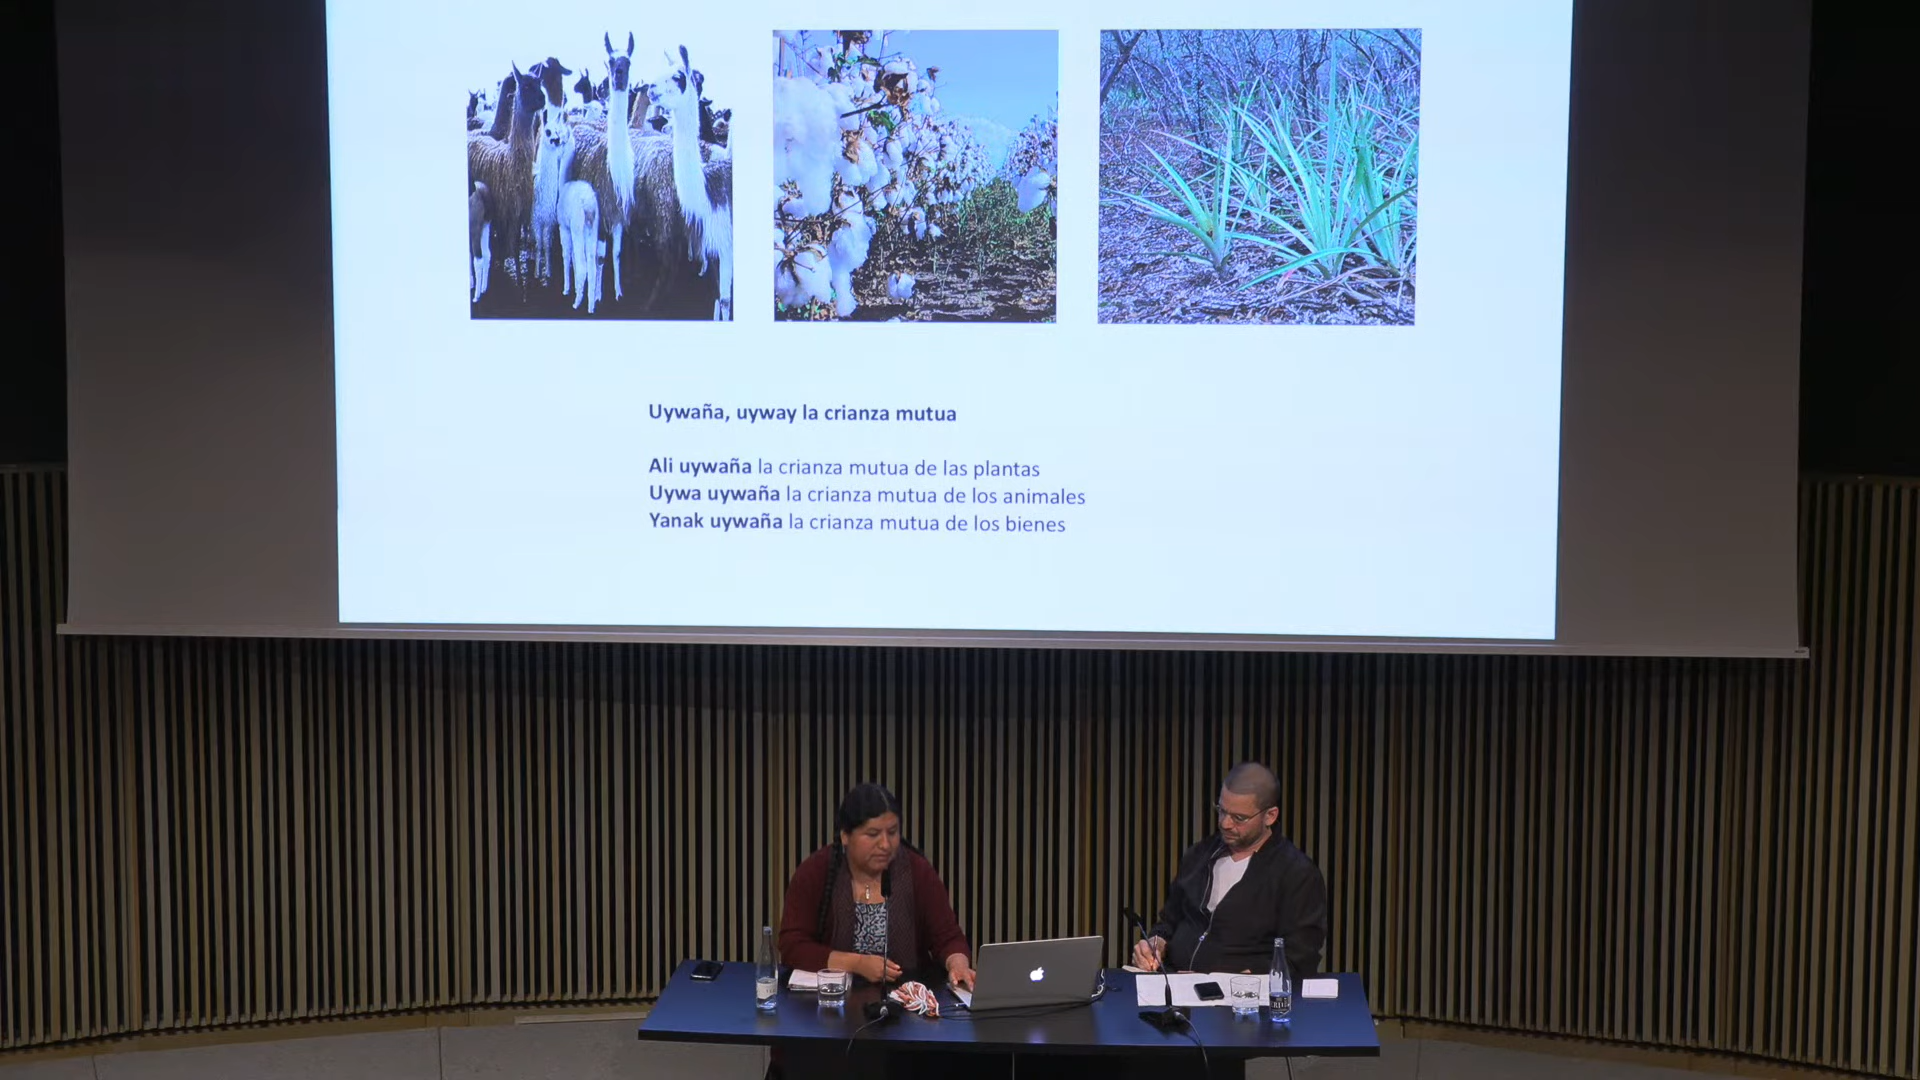 Uywaña, uyway la crianza mutua
Ali uywaña la crianza mutua de las plantas
Uywa uywaña la crianza mutua de los animales
Yanak uywaña la crianza mutua de los bienes